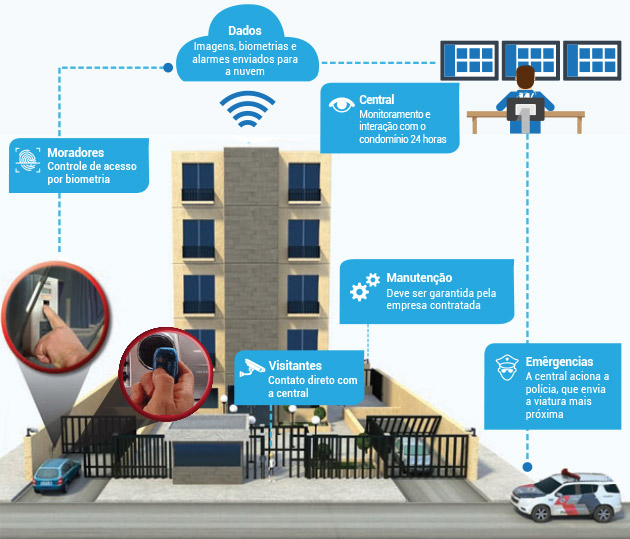 Dados
Imagens, biometrias e
alarmes enviados para
a nuvem
Central
Monitoramento e
interação com o
condomínio 24 horas
Moradores
Controle de acesso
por biometria
Manutenção
Deve ser garantida pela
empresa contratada
Visitantes
Contato direto com
a central
Emêrgencias
A central aciona a
polícia, que envia
a viatura mais
próxima